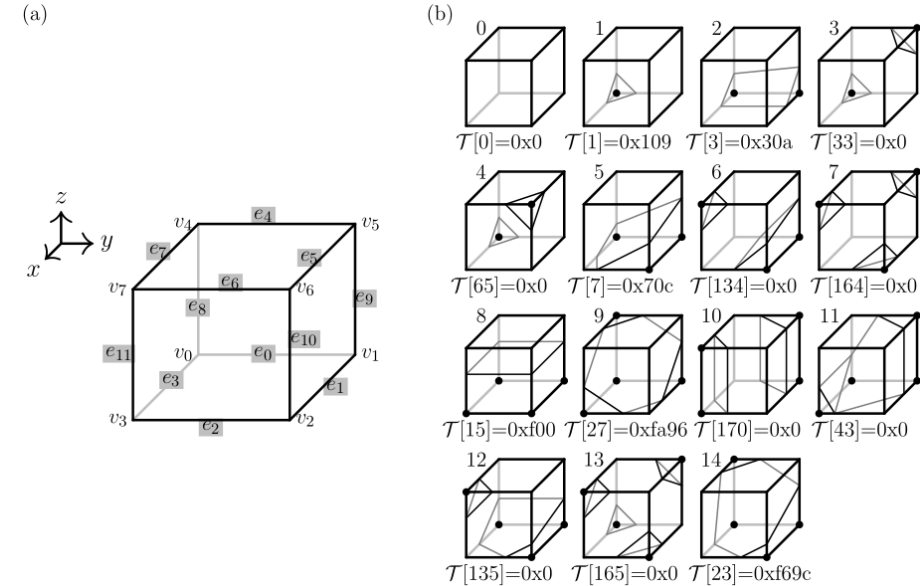 (a)
z
y
x
v4
e4
v5
e7
e5
e6
v7
v6
e8
e9
e11
v0
e10
e0
v1
e3
e1
v3
e2
v2
(b)
0 1 2 3
𝒯[0]=0x0 𝒯[1]=0x109 𝒯[3]=0x30a 𝒯[33]=0x0
4 5 6 7
𝒯[65]=0x0 𝒯[7]=0x70c 𝒯[134]=0x0 𝒯[164]=0x0
8 9 10 11
𝒯[15]=0xf00 𝒯[27]=0xfa96 𝒯[170]=0x0 𝒯[43]=0x0
12 13 14
𝒯[135]=0x0 𝒯[165]=0x0 𝒯[23]=0xf69c